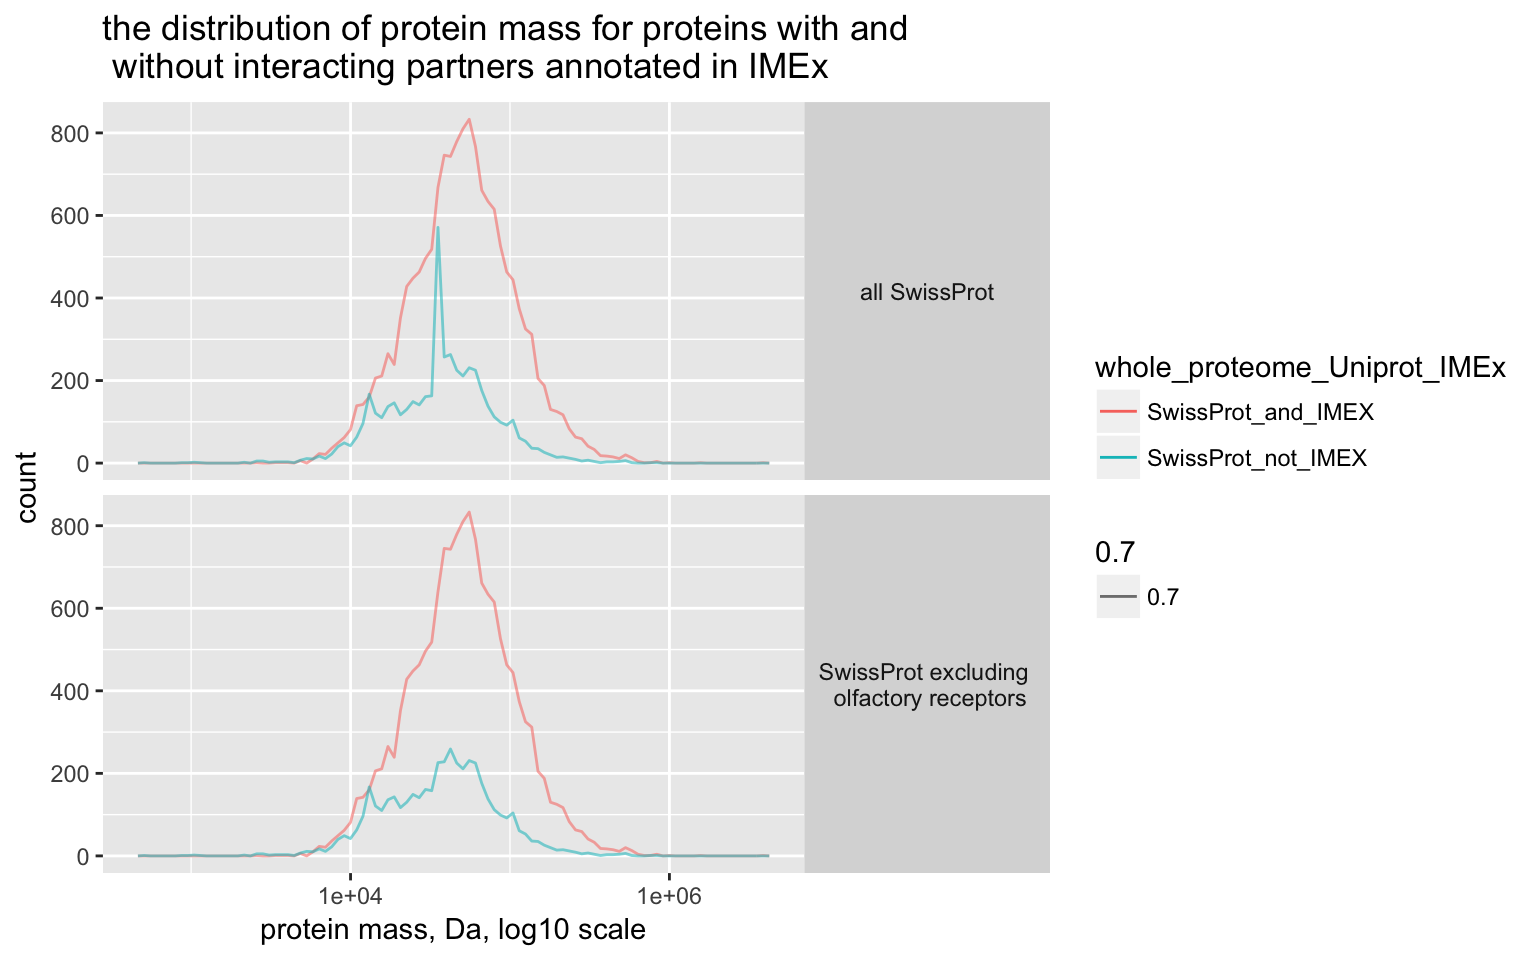 the distribution of protein mass for proteins with and
without interacting partners annotated in IMEx
800
600
400
200
0
all SwissProt
800
600
400
200
0
SwissProt excluding
olfactory receptors
count
1e+04
1e+06
protein mass, Da, log10 scale
whole_proteome_Uniprot_IMEx
SwissProt_and_IMEX
SwissProt_not_IMEX
0.7
0.7